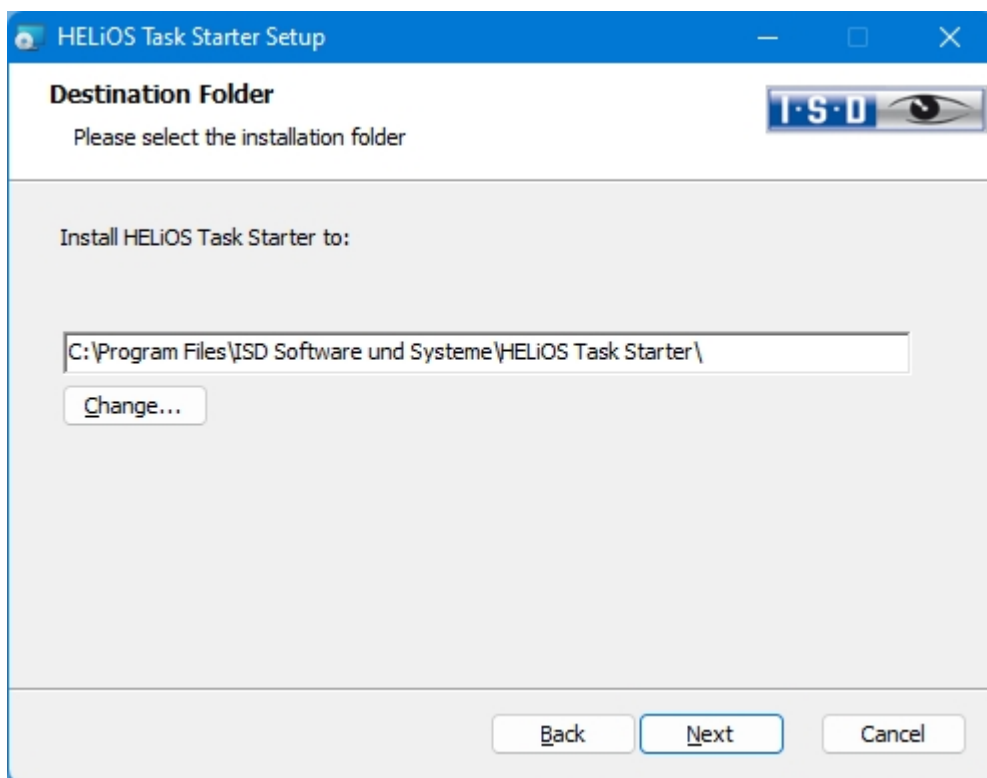 HELiOS Task Starter Setup
Destination Folder
Please select the installation folder
I·S·D
Install HELiOS Task Starter to:
C:\Program Files\ISD Software und Systeme\HELiOS Task Starter\
Change...
Back
Next
Cancel